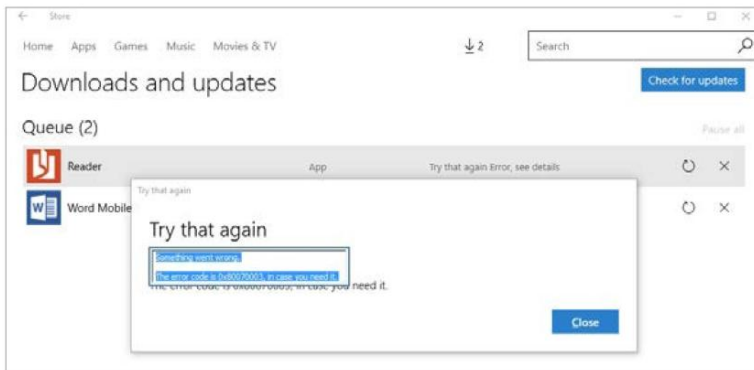 Store
Home Apps Games Music Movies & TV 2 Search
Downloads and updates Check for updates
Queue (2) Pause all
Reader App Try that again Error, see details
Word Mobile
Try that again
Try that again
Something went wrong.
The error code is 0x80070003, in case you need it.
The error code is 0x80070003, in case you need it.
Close